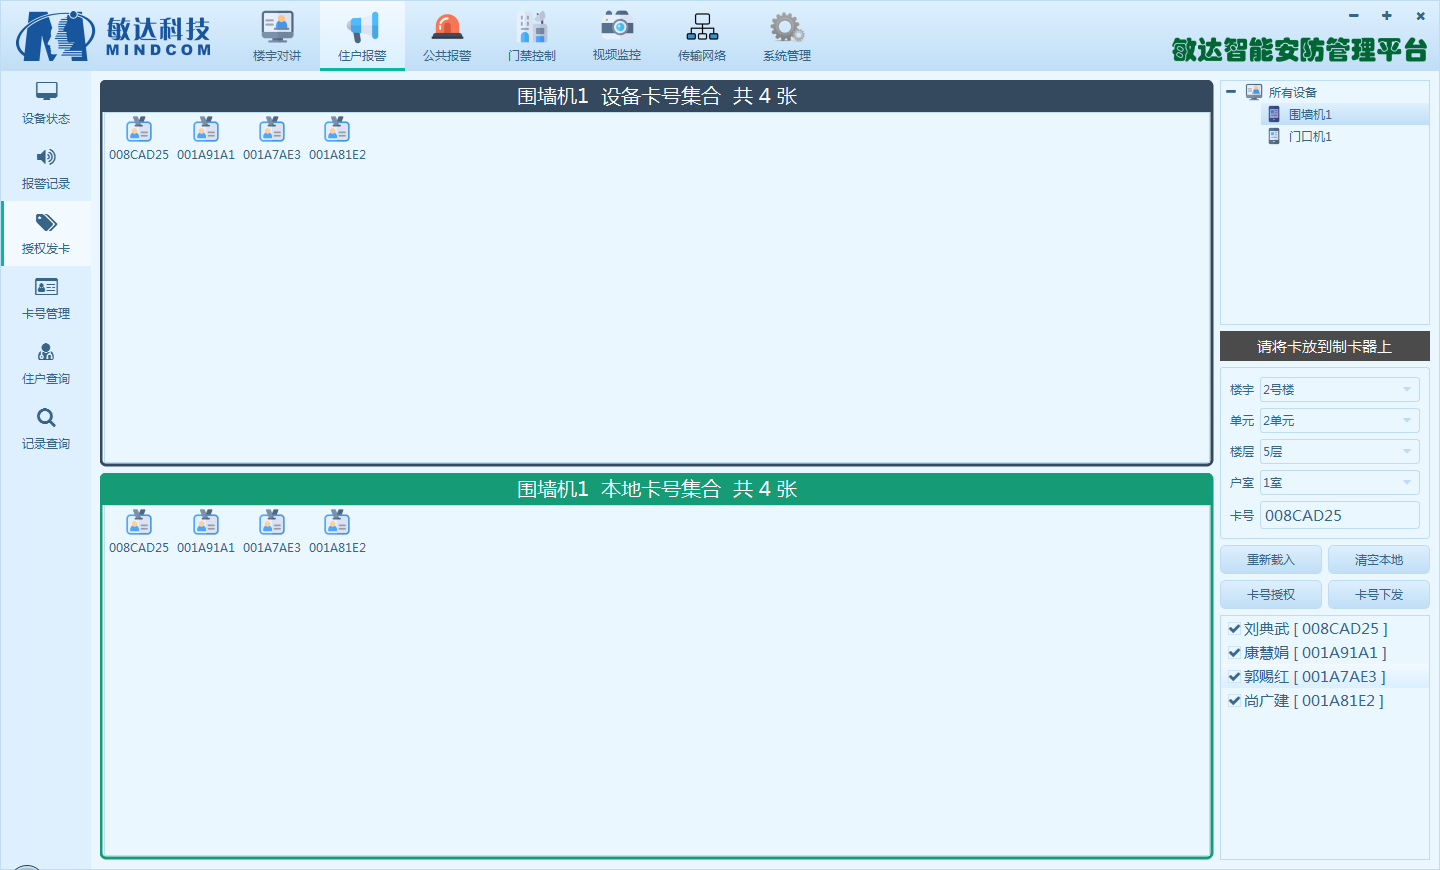 敏达科技
MINDCOM
楼宇对讲
住户报警
公共报警
门禁控制
视频监控
传输网络
系统管理
敏达智能安防管理平台
设备状态
报警记录
授权发卡
卡号管理
住户查询
记录查询
围墙机1 设备卡号集合 共 4 张
008CAD25 001A91A1 001A7AE3 001A81E2
围墙机1 本地卡号集合 共 4 张
008CAD25 001A91A1 001A7AE3 001A81E2
所有设备
围墙机1
门口机1
请将卡放到制卡器上
楼宇 2号楼
单元 2单元
楼层 5层
户室 1室
卡号 008CAD25
重新载入 清空本地
卡号授权 卡号下发
刘典武 [ 008CAD25 ]
康慧娟 [ 001A91A1 ]
郭赐红 [ 001A7AE3 ]
尚广建 [ 001A81E2 ]